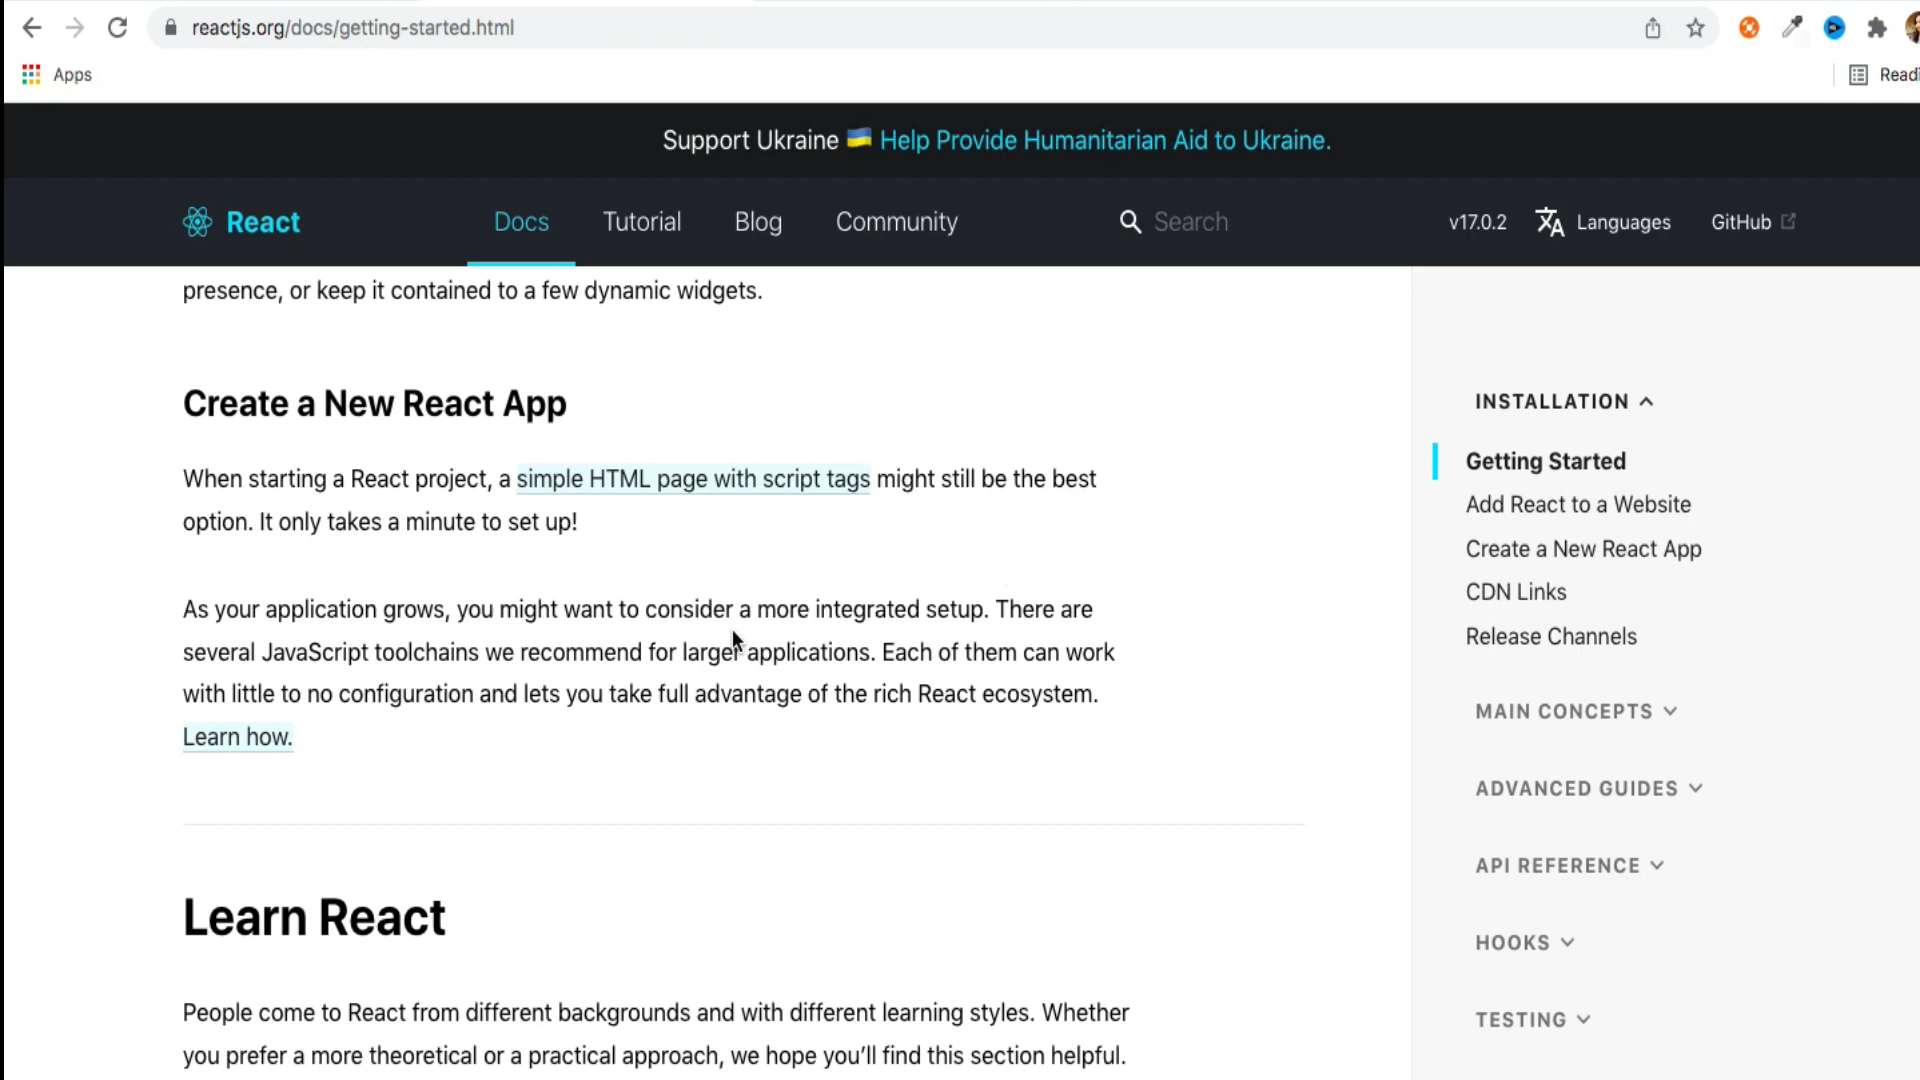 reactjs.org/docs/getting-started.html
Apps
Readi
Support Ukraine 🇺🇦 Help Provide Humanitarian Aid to Ukraine.
React Docs Tutorial Blog Community Search v17.0.2 Languages GitHub
presence, or keep it contained to a few dynamic widgets.
Create a New React App
When starting a React project, a simple HTML page with script tags might still be the best
option. It only takes a minute to set up!
As your application grows, you might want to consider a more integrated setup. There are
several JavaScript toolchains we recommend for larger applications. Each of them can work
with little to no configuration and lets you take full advantage of the rich React ecosystem.
Learn how.
Learn React
People come to React from different backgrounds and with different learning styles. Whether
you prefer a more theoretical or a practical approach, we hope you’ll find this section helpful.
INSTALLATION
Getting Started
Add React to a Website
Create a New React App
CDN Links
Release Channels
MAIN CONCEPTS
ADVANCED GUIDES
API REFERENCE
HOOKS
TESTING